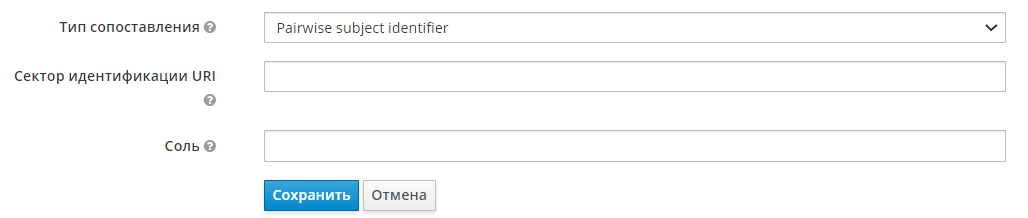 Тип сопоставления
Pairwise subject identifier
Сектор идентификации URI
Соль
Сохранить Отмена